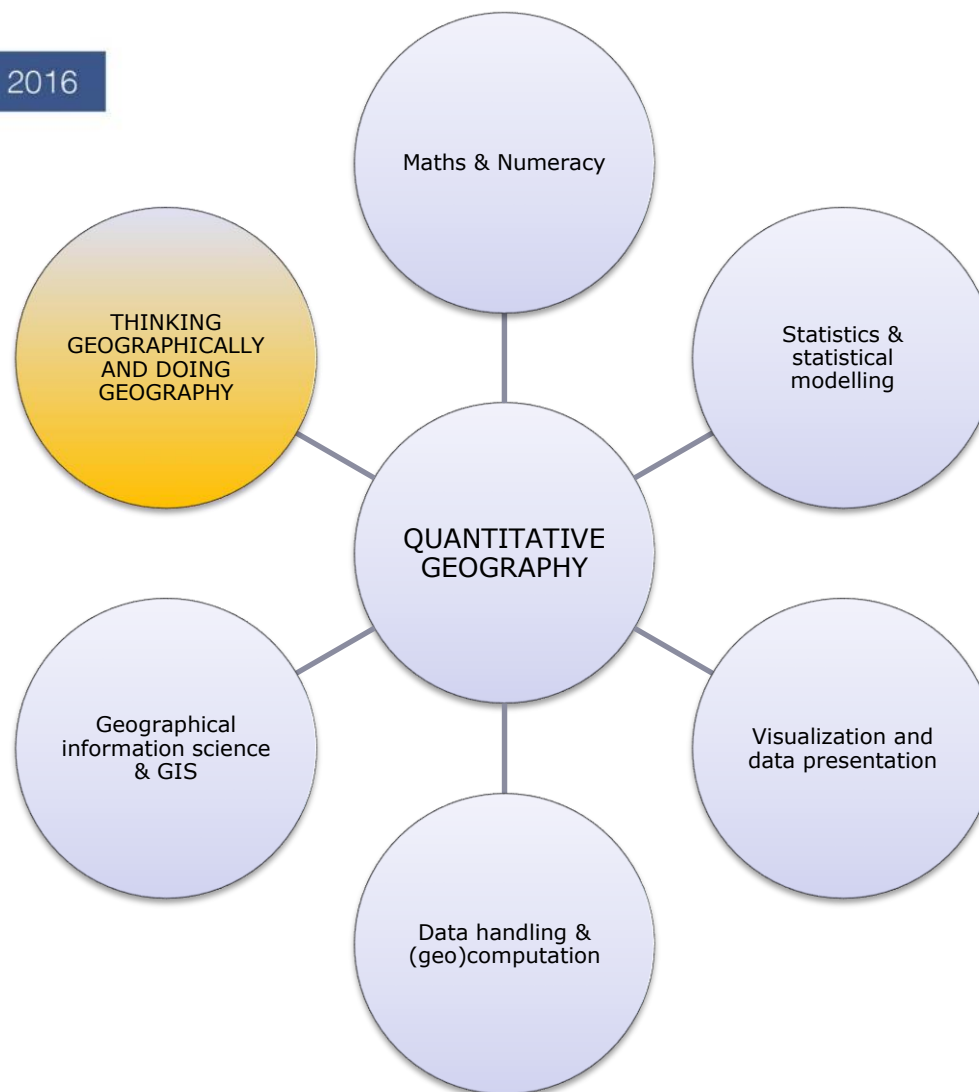 2016
Maths & Numeracy
THINKING
GEOGRAPHICALLY
AND DOING
GEOGRAPHY
Statistics &
statistical
modelling
QUANTITATIVE
GEOGRAPHY
Geographical
information science
& GIS
Visualization and
data presentation
Data handling &
(geo)computation